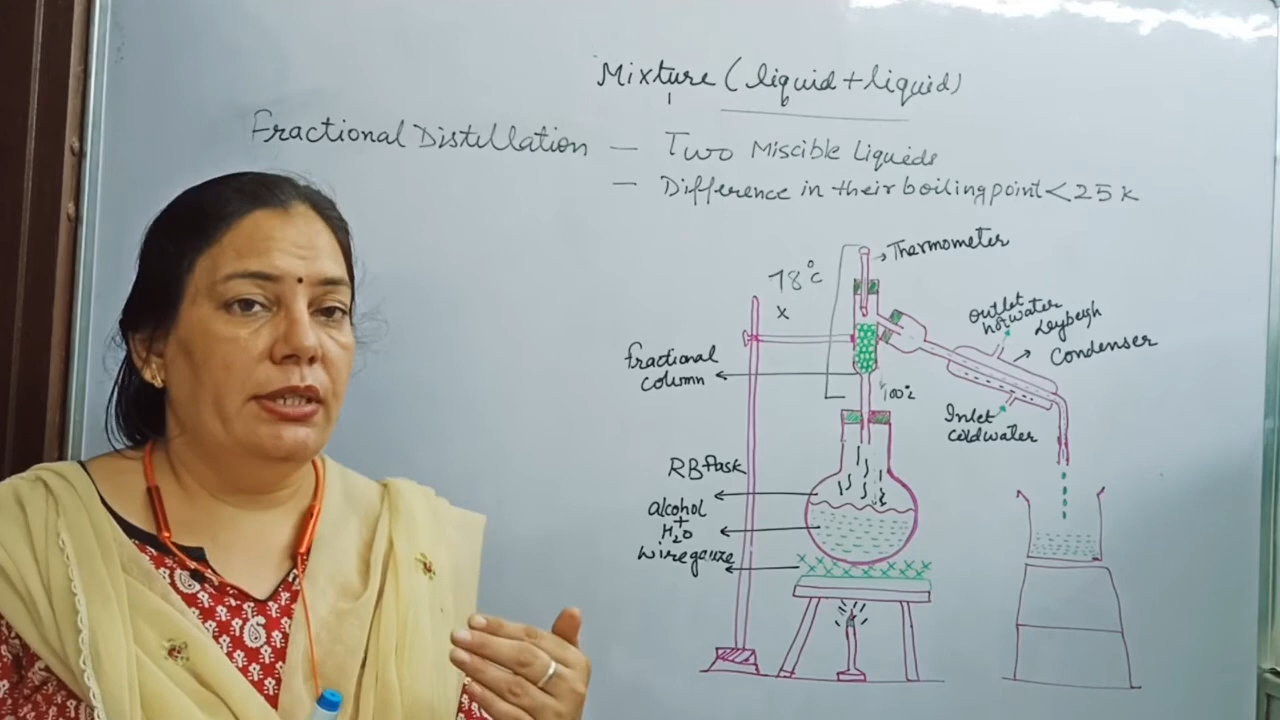 Mixture (liquid + liquid)
Fractional Distillation — Two Miscible Liquids
— Difference in their boiling point < 25 K
Thermometer
78°C
x
outlet
hot water
Leybeigh
Condenser
fractional
column
100°C
Inlet
cold water
RB flask
alcohol
+
H2O
wire gauze